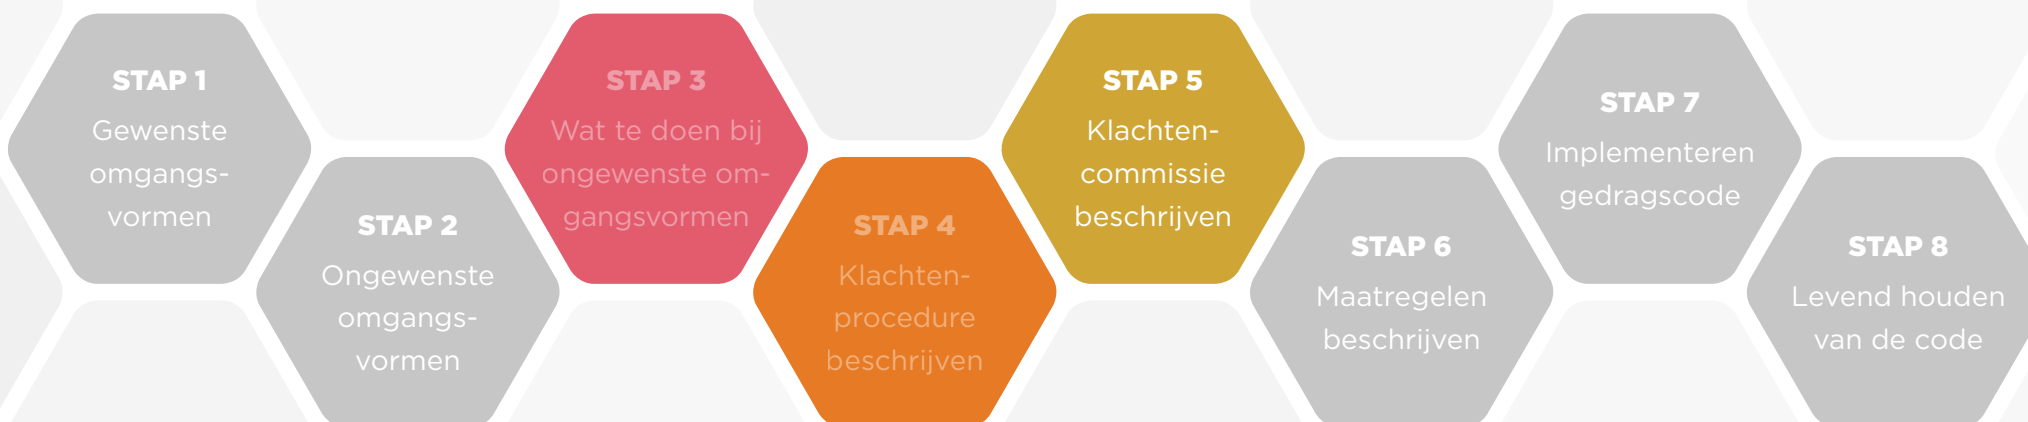 STAP 1
Gewenste
omgangs-
vormen
STAP 2
Ongewenste
omgangs-
vormen
STAP 3
Wat te doen bij
ongewenste om-
gangsvormen
STAP 4
Klachten-
procedure
beschrijven
STAP 5
Klachten-
commissie
beschrijven
STAP 6
Maatregelen
beschrijven
STAP 7
Implementeren
gedragscode
STAP 8
Levend houden
van de code